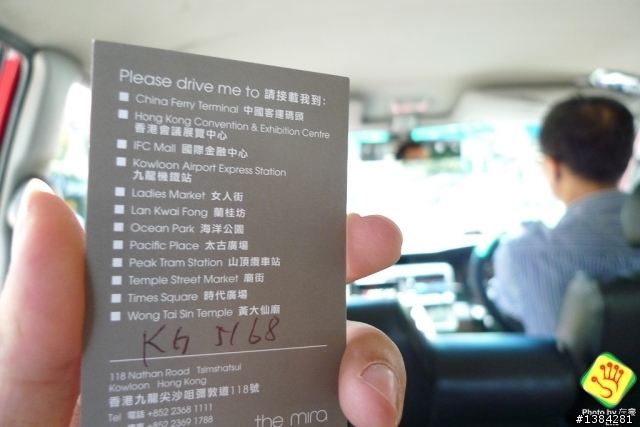 Please drive me to 請接載我到：
China Ferry Terminal 中國客運碼頭
Hong Kong Convention & Exhibition Centre
香港會議展覽中心
IFC Mall 國際金融中心
Kowloon Airport Express Station
九龍機鐵站
Ladies Market 女人街
Lan Kwai Fong 蘭桂坊
Ocean Park 海洋公園
Pacific Place 太古廣場
Peak Tram Station 山頂纜車站
Temple Street Market 廟街
Times Square 時代廣場
Wong Tai Sin Temple 黃大仙廟
KG 5168
118 Nathan Road Tsimshatsui
Kowloon Hong Kong
香港九龍尖沙咀彌敦道118號
Tel 電話 +852 2368 1111
+852 2369 1788
the mira
Photo by
#1384281